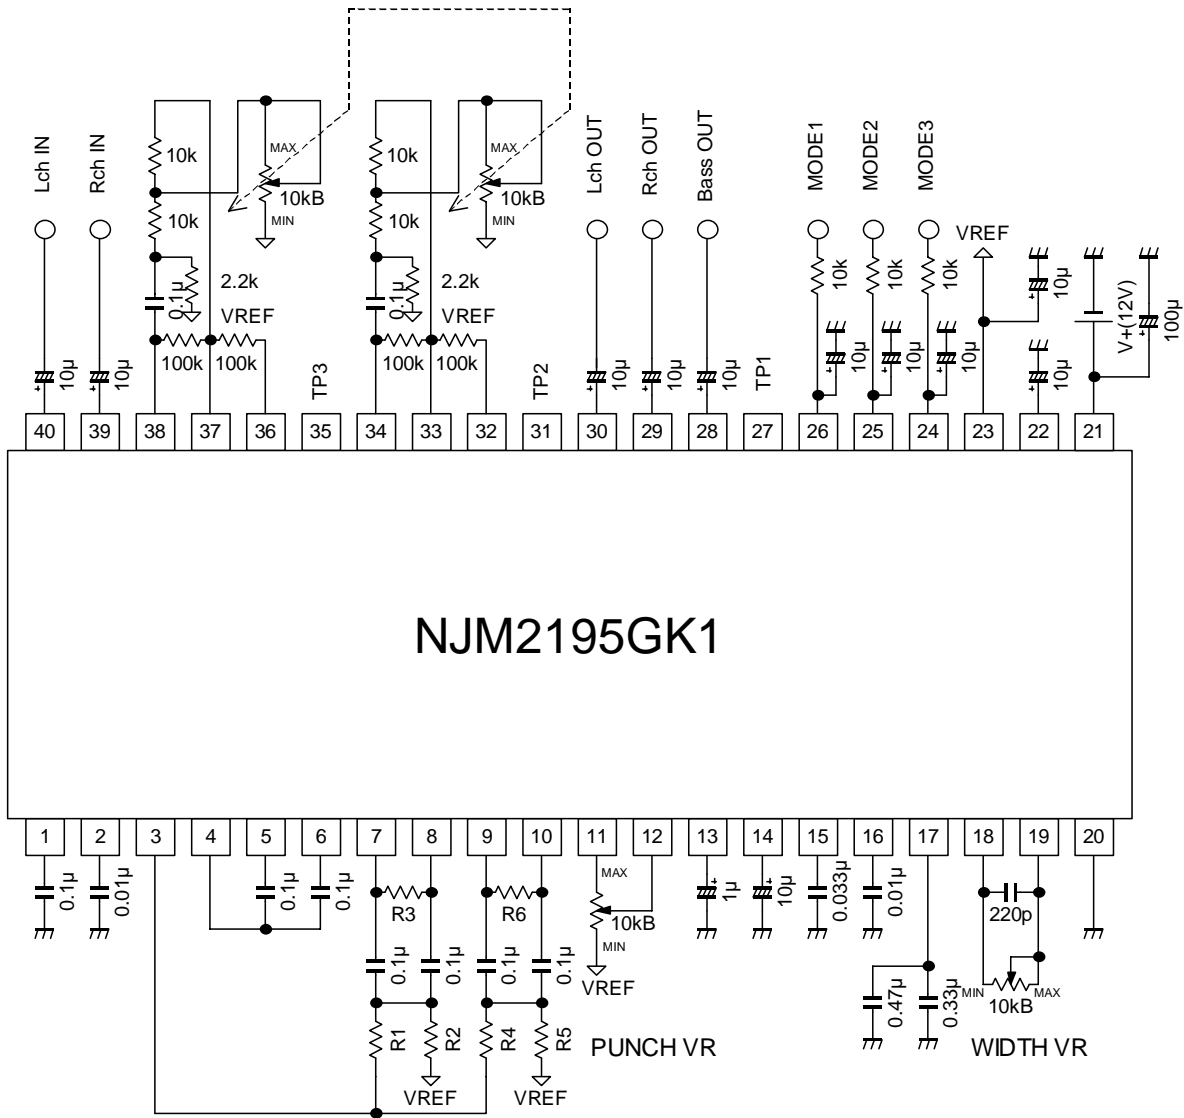 Lch IN
Rch IN
10k
10k
0.1µ
2.2k
MAX
10kB
MIN
VREF
100k
100k
10k
10k
0.1µ
2.2k
MAX
10kB
MIN
VREF
100k
100k
Lch OUT
Rch OUT
Bass OUT
MODE1
MODE2
MODE3
10k
10k
10k
VREF
10µ
V+(12V)
100µ
10µ
10µ
TP3
TP2
10µ
10µ
10µ
TP1
10µ
10µ
10µ
10µ
40
39
38
37
36
35
34
33
32
31
30
29
28
27
26
25
24
23
22
21
NJM2195GK1
1
2
3
4
5
6
7
8
9
10
11
12
13
14
15
16
17
18
19
20
0.1µ
0.01µ
0.1µ
0.1µ
R3
R6
MAX
10kB
MIN
VREF
1µ
10µ
0.033µ
0.01µ
220p
0.1µ
0.1µ
0.1µ
0.1µ
0.47µ
0.33µ
MIN
10kB
MAX
R1
R2
R4
R5
VREF
VREF
PUNCH VR
WIDTH VR